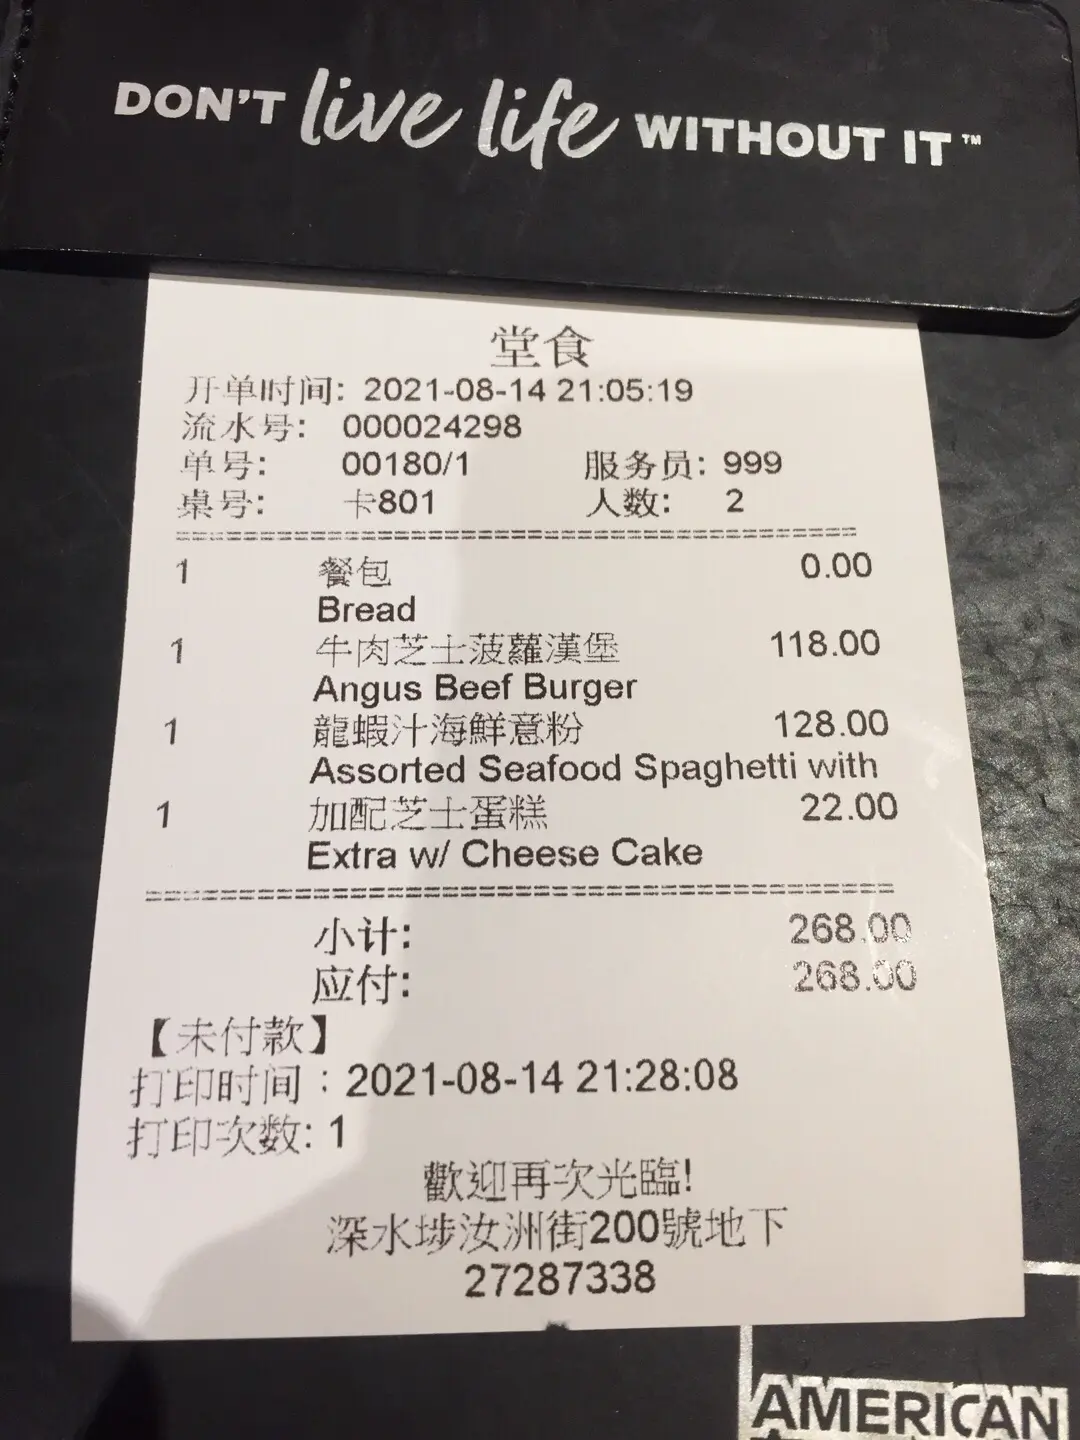 DON'T live life WITHOUT IT™
堂食
开单时间: 2021-08-14 21:05:19
流水号: 000024298
单号: 00180/1 服务员: 999
桌号: 卡801 人数: 2
1 餐包 0.00
Bread
1 牛肉芝士菠蘿漢堡 118.00
Angus Beef Burger
1 龍蝦汁海鮮意粉 128.00
Assorted Seafood Spaghetti with
1 加配芝士蛋糕 22.00
Extra w/ Cheese Cake
小计: 268.00
应付: 268.00
【未付款】
打印时间：2021-08-14 21:28:08
打印次数: 1
歡迎再次光臨!
深水埗汝洲街200號地下
27287338
AMERICAN